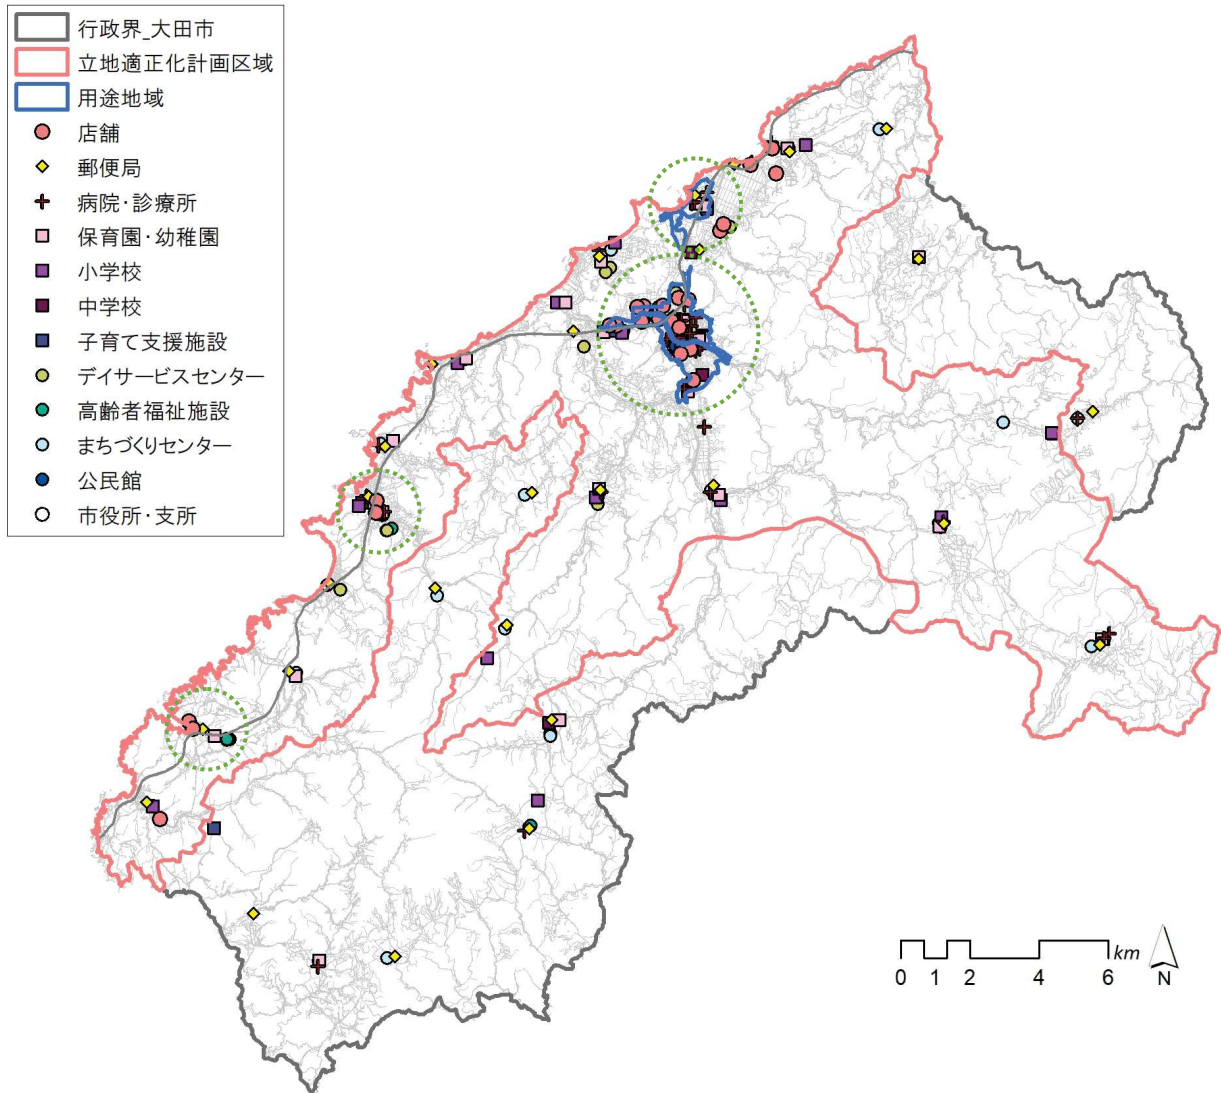 行政界_大田市
立地適正化計画区域
用途地域
店舗
郵便局
病院・診療所
保育園・幼稚園
小学校
中学校
子育て支援施設
デイサービスセンター
高齢者福祉施設
まちづくりセンター
公民館
市役所・支所
km
0 1 2 4 6
N